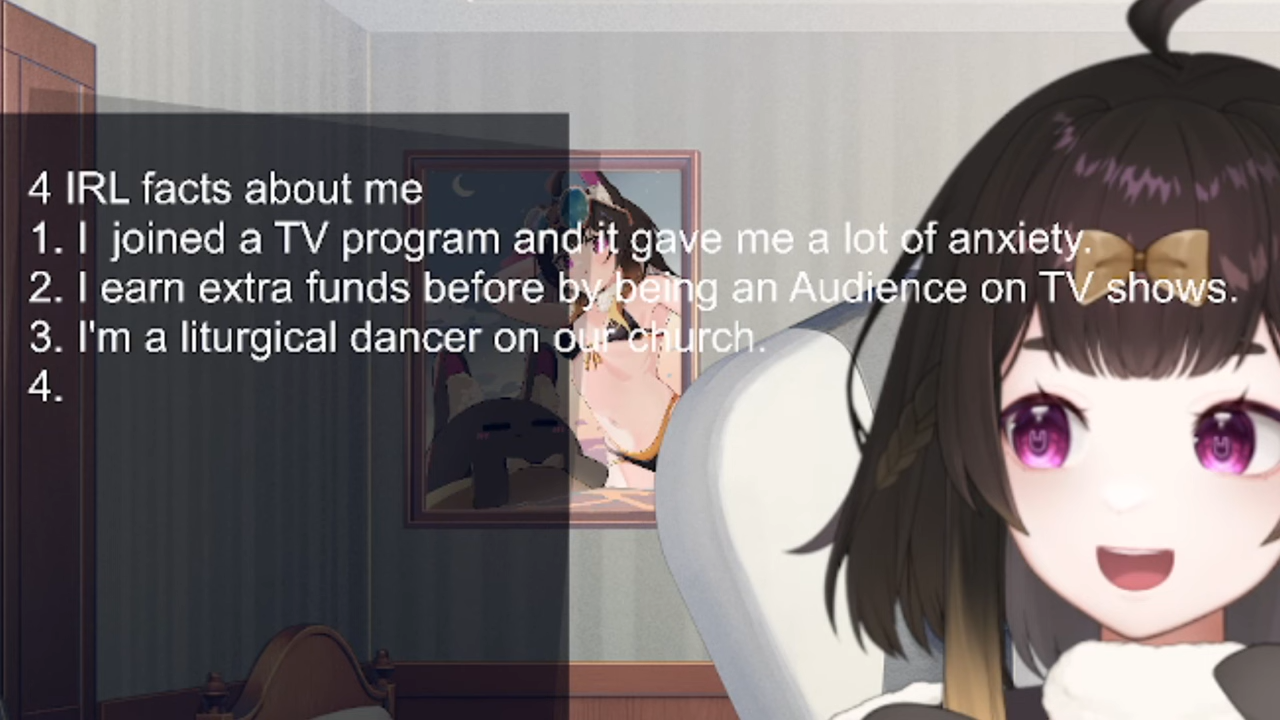 4 IRL facts about me
1. I  joined a TV program and it gave me a lot of anxiety.
2. I earn extra funds before by being an Audience on TV shows.
3. I'm a liturgical dancer on our church.
4.